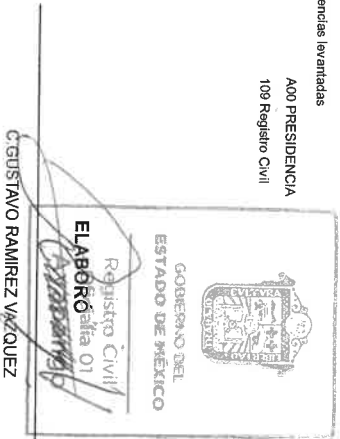 encias levantadas
A00 PRESIDENCIA
109 Registro Civil
GOBIERNO DEL
ESTADO DE MÉXICO
Registro Civil
ELABORÓ
Oficialía 01
C.GUSTAVO RAMIREZ VAZQUEZ